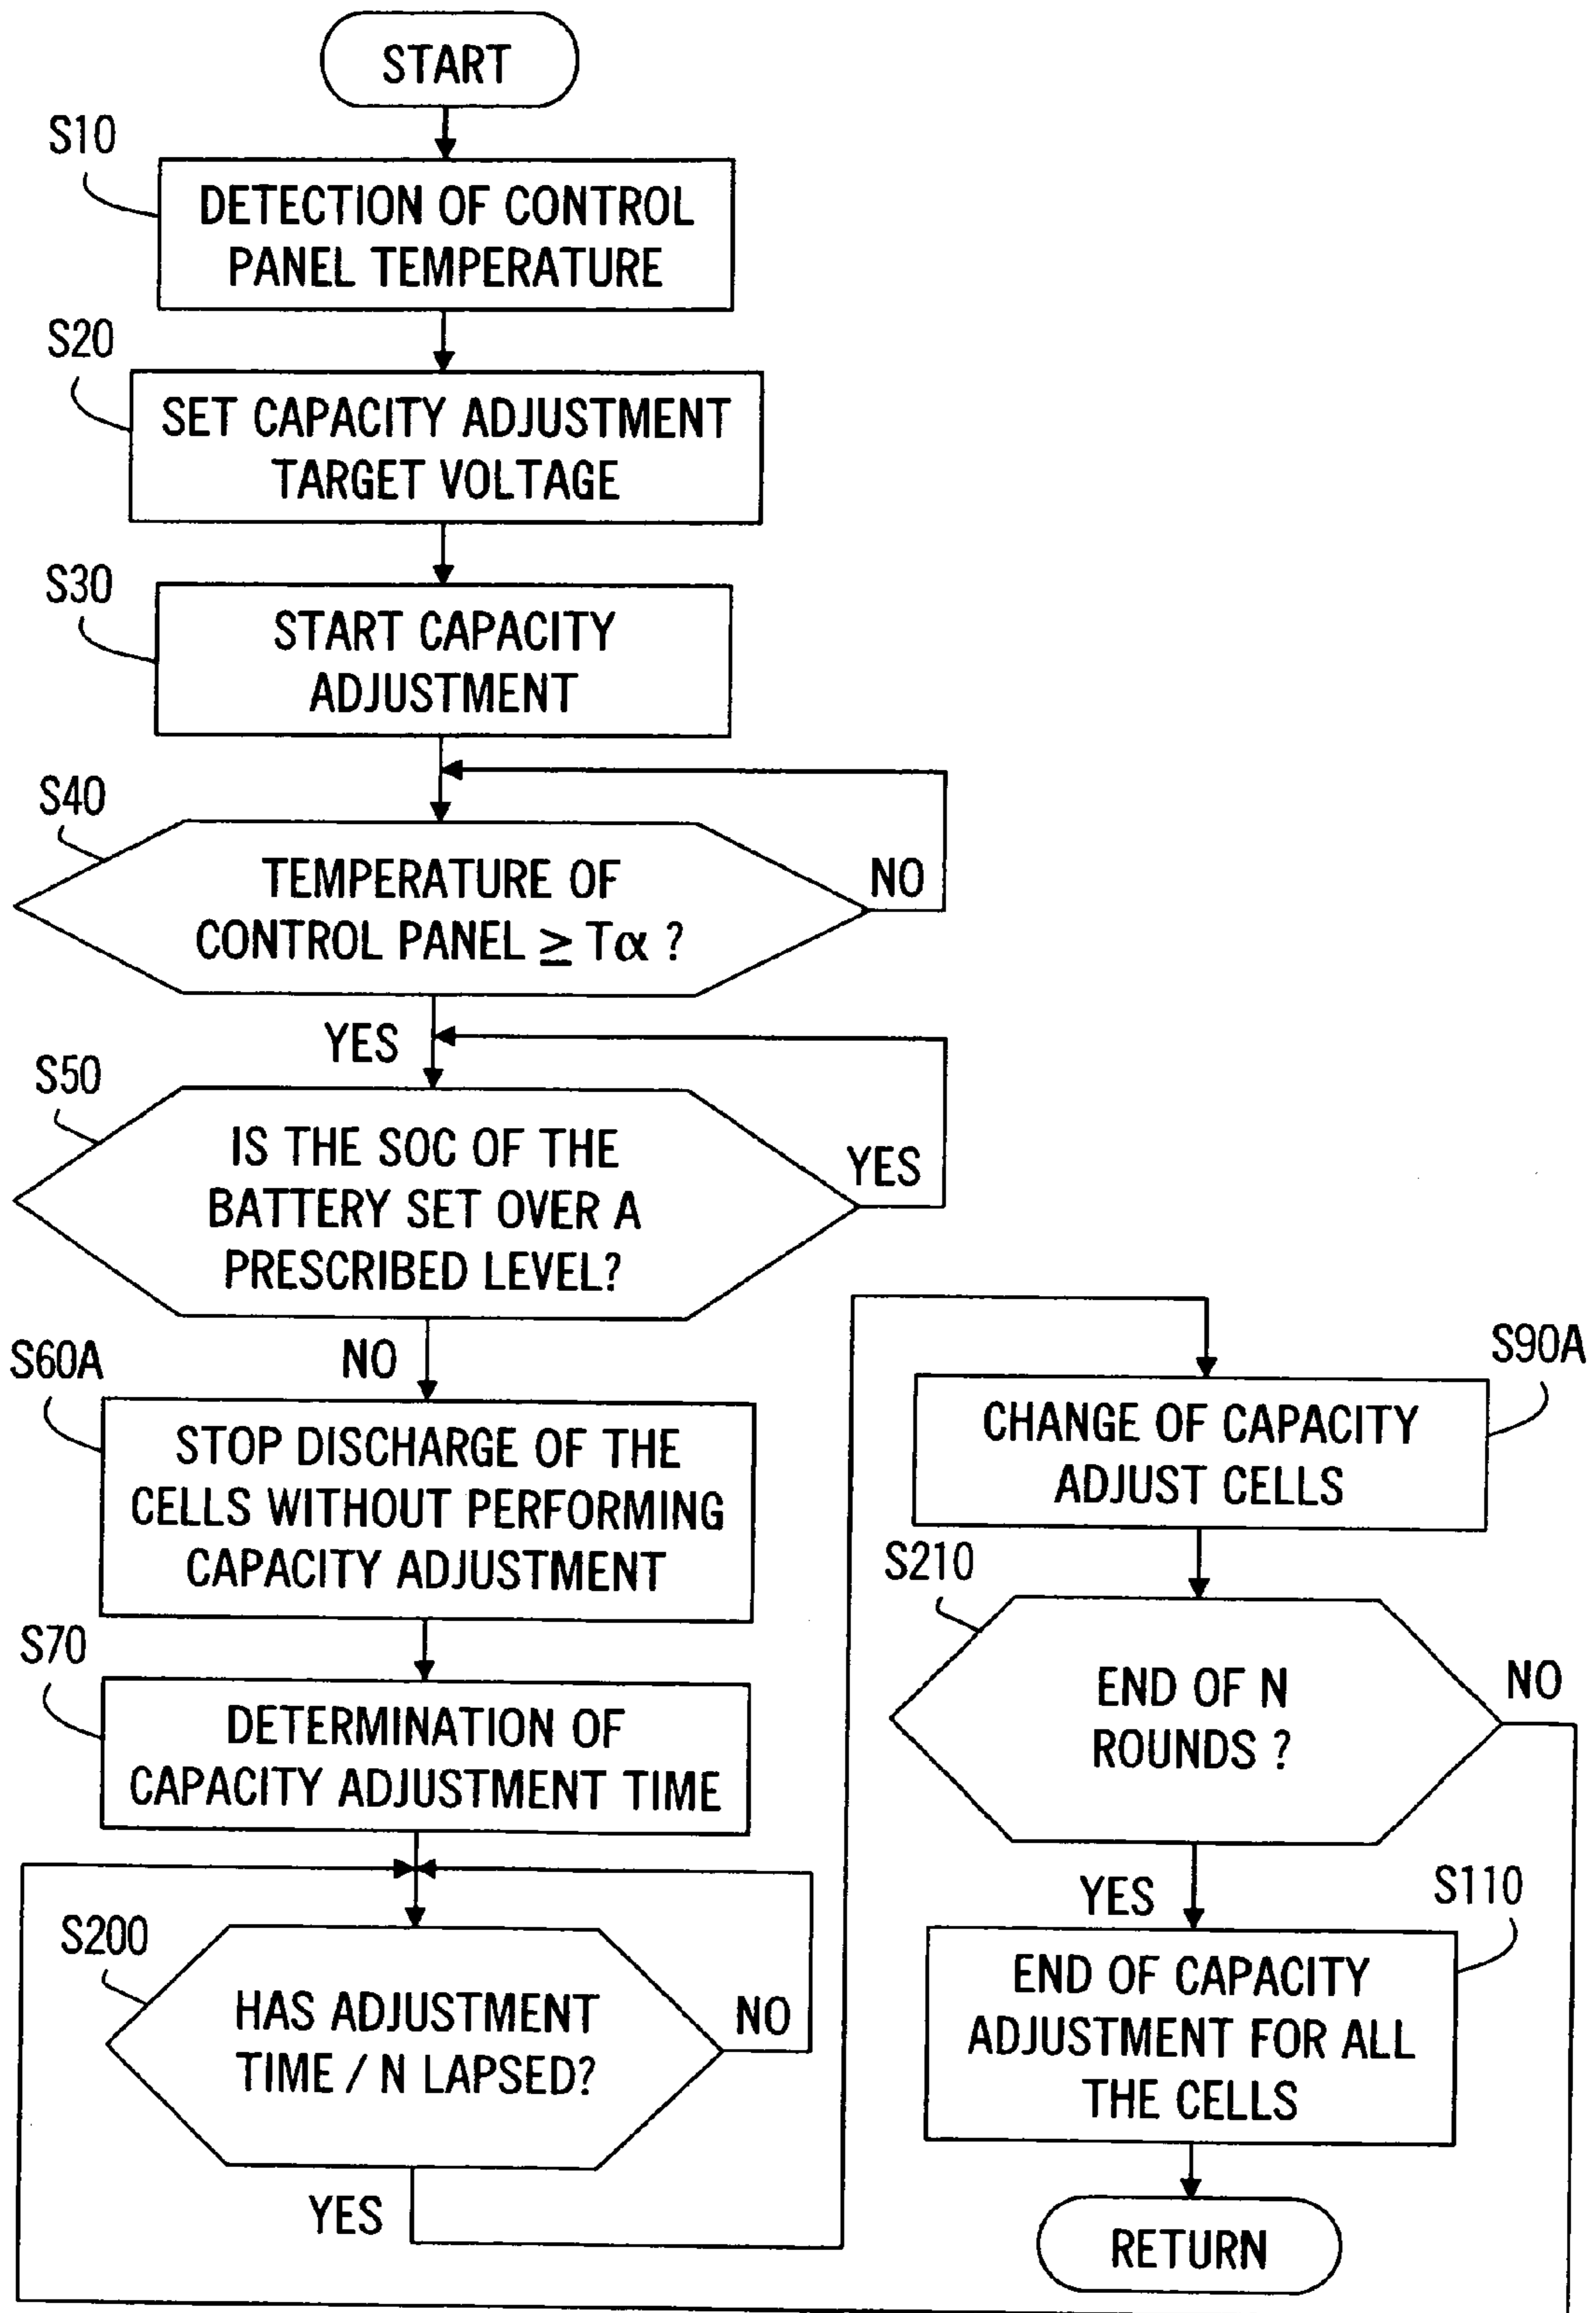 START
S10
DETECTION OF CONTROL
PANEL TEMPERATURE
S20
SET CAPACITY ADJUSTMENT
TARGET VOLTAGE
S30
START CAPACITY
ADJUSTMENT
S40
TEMPERATURE OF
CONTROL PANEL ≥ Tα ?
NO
YES
S50
IS THE SOC OF THE
BATTERY SET OVER A
PRESCRIBED LEVEL?
YES
NO
S60A
STOP DISCHARGE OF THE
CELLS WITHOUT PERFORMING
CAPACITY ADJUSTMENT
S70
DETERMINATION OF
CAPACITY ADJUSTMENT TIME
S200
HAS ADJUSTMENT
TIME / N LAPSED?
NO
YES
S90A
CHANGE OF CAPACITY
ADJUST CELLS
S210
END OF N
ROUNDS ?
NO
YES
S110
END OF CAPACITY
ADJUSTMENT FOR ALL
THE CELLS
RETURN